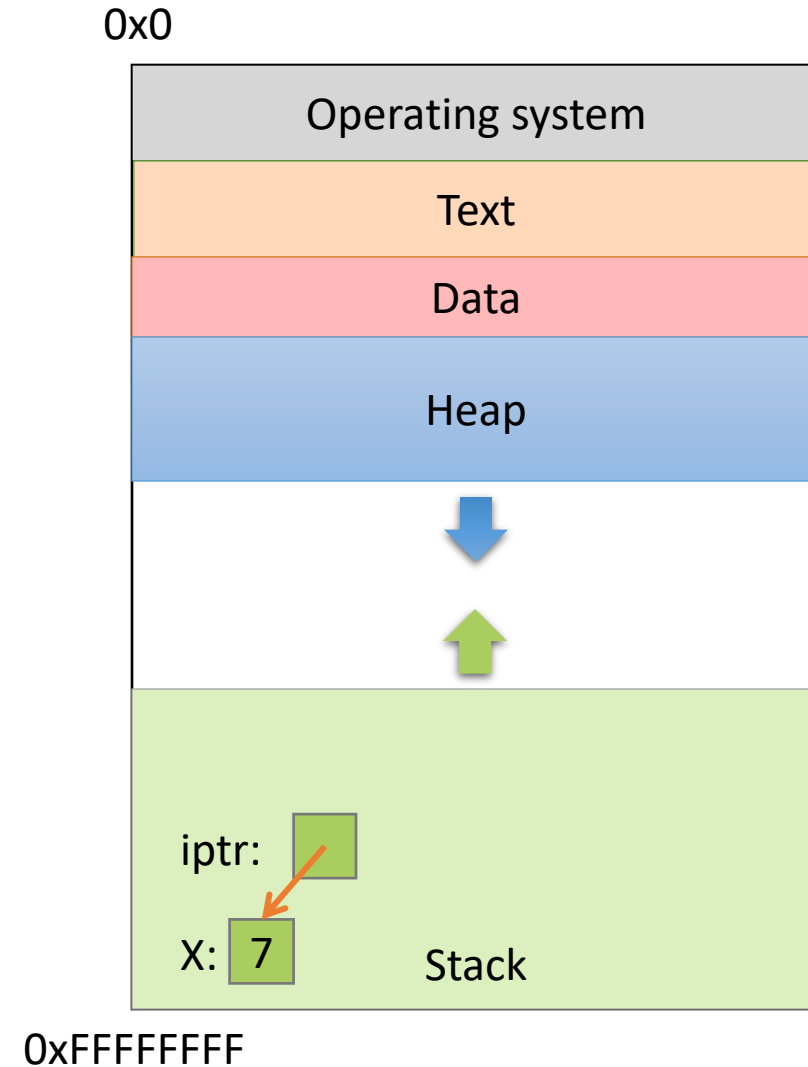 0x0
Operating system
Text
Data
Heap
iptr:
X: 7
Stack
0xFFFFFFFF